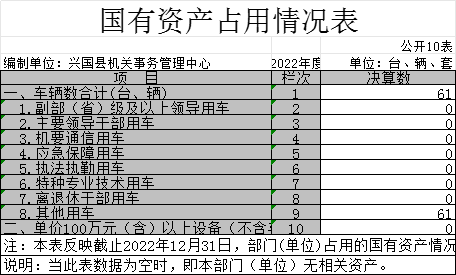 国有资产占用情况表
公开10表
编制单位：兴国县机关事务管理中心 2022年度 单位：台、辆、套
项 目 栏次 决算数
一、车辆数合计(台、辆) 1 61
1.副部（省）级及以上领导用车 2 0
2.主要领导干部用车 3 0
3.机要通信用车 4 0
4.应急保障用车 5 0
5.执法执勤用车 6 0
6.特种专业技术用车 7 0
7.离退休干部用车 8 0
8.其他用车 9 61
二、单价100万元（含）以上设备（不含 10 0
注：本表反映截止2022年12月31日，部门(单位)占用的国有资产情况
说明：当此表数据为空时，即本部门（单位）无相关资产。